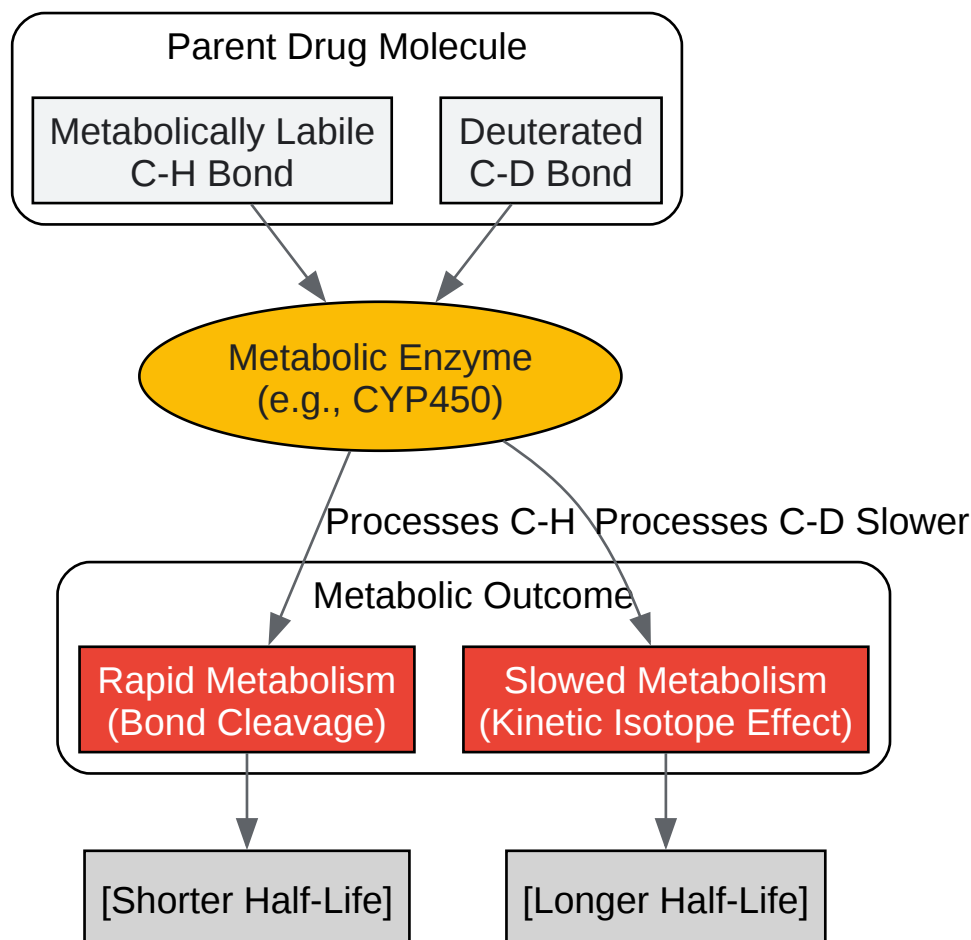 Parent Drug Molecule
Metabolically Labile
C-H Bond
Deuterated
C-D Bond
Metabolic Enzyme
(e.g., CYP450)
Processes C-H
Processes C-D Slower
Metabolic Outcome
Rapid Metabolism
(Bond Cleavage)
Slowed Metabolism
(Kinetic Isotope Effect)
[Shorter Half-Life]
[Longer Half-Life]